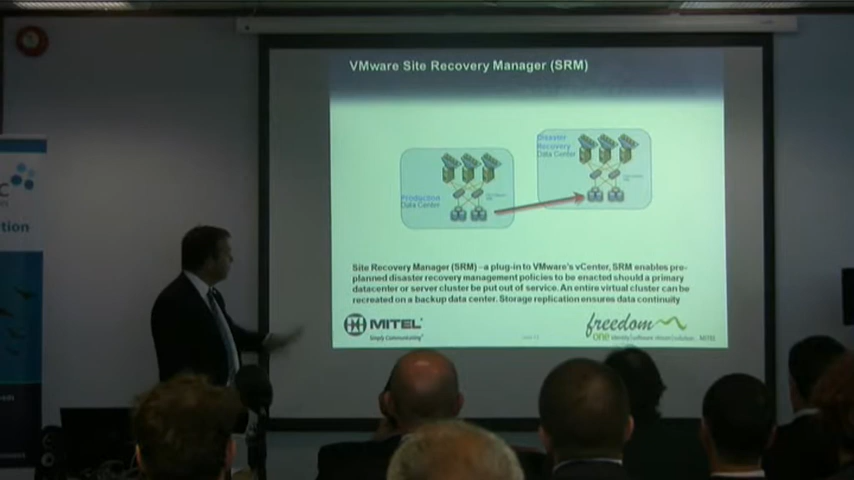 VMware Site Recovery Manager (SRM)
Disaster
Recovery
Data Center
Productive
Data Center
Site Recovery Manager (SRM) – a plug-in to VMware's vCenter, SRM enables pre-
planned disaster recovery management policies to be enacted should a primary
datacenter or server cluster be put out of service. An entire virtual cluster can be
recreated on a backup data center. Storage replication ensures data continuity
MITEL
Simply Communicating
freedom
one
MITEL
C
tion